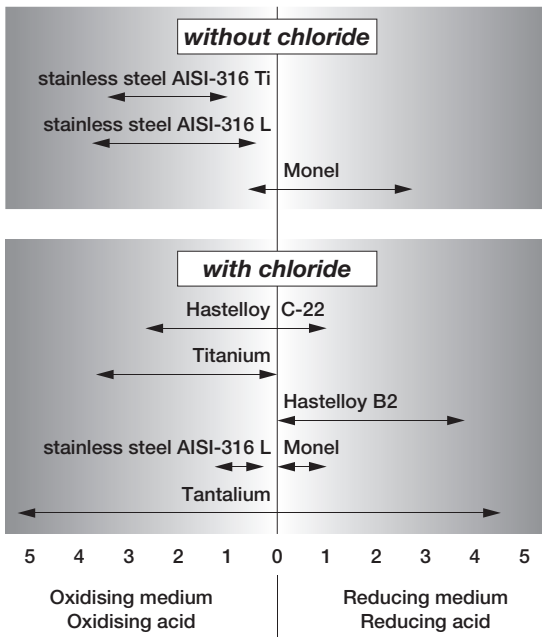 without chloride
stainless steel AISI-316 Ti
stainless steel AISI-316 L
Monel
with chloride
Hastelloy C-22
Titanium
Hastelloy B2
stainless steel AISI-316 L Monel
Tantalium
5 4 3 2 1 0 1 2 3 4 5
Oxidising medium Reducing medium
Oxidising acid Reducing acid